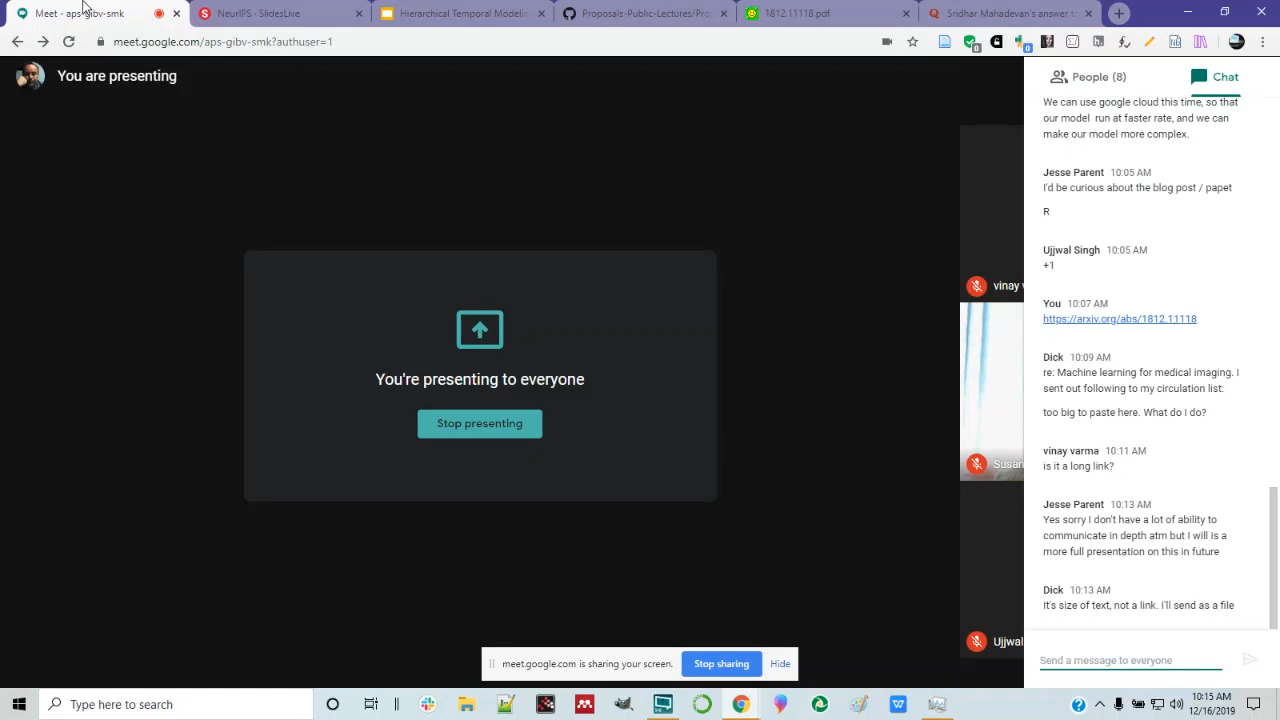 Meet - aps-gibv-smk
NeurIPS - SlidesLive
Hierarchical Temporal Modelin
Proposals-Public-Lectures/Pro
1812.11118.pdf
Sridhar Mahadevan's answer to
meet.google.com/aps-gibv-smk?authuser=1
You are presenting
People (8)
Chat
We can use google cloud this time, so that
our model run at faster rate, and we can
make our model more complex.
Jesse Parent 10:05 AM
I'd be curious about the blog post / papet
R
Ujjwal Singh 10:05 AM
+1
You 10:07 AM
https://arxiv.org/abs/1812.11118
Dick 10:09 AM
re: Machine learning for medical imaging. I
sent out following to my circulation list:
too big to paste here. What do I do?
vinay varma 10:11 AM
is it a long link?
Jesse Parent 10:13 AM
Yes sorry I don't have a lot of ability to
communicate in depth atm but I will is a
more full presentation on this in future
Dick 10:13 AM
It's size of text, not a link. I'll send as a file
vinay v
Susan
Ujjwal
You're presenting to everyone
Stop presenting
meet.google.com is sharing your screen.
Stop sharing
Hide
Send a message to everyone
Type here to search
10:15 AM
12/16/2019